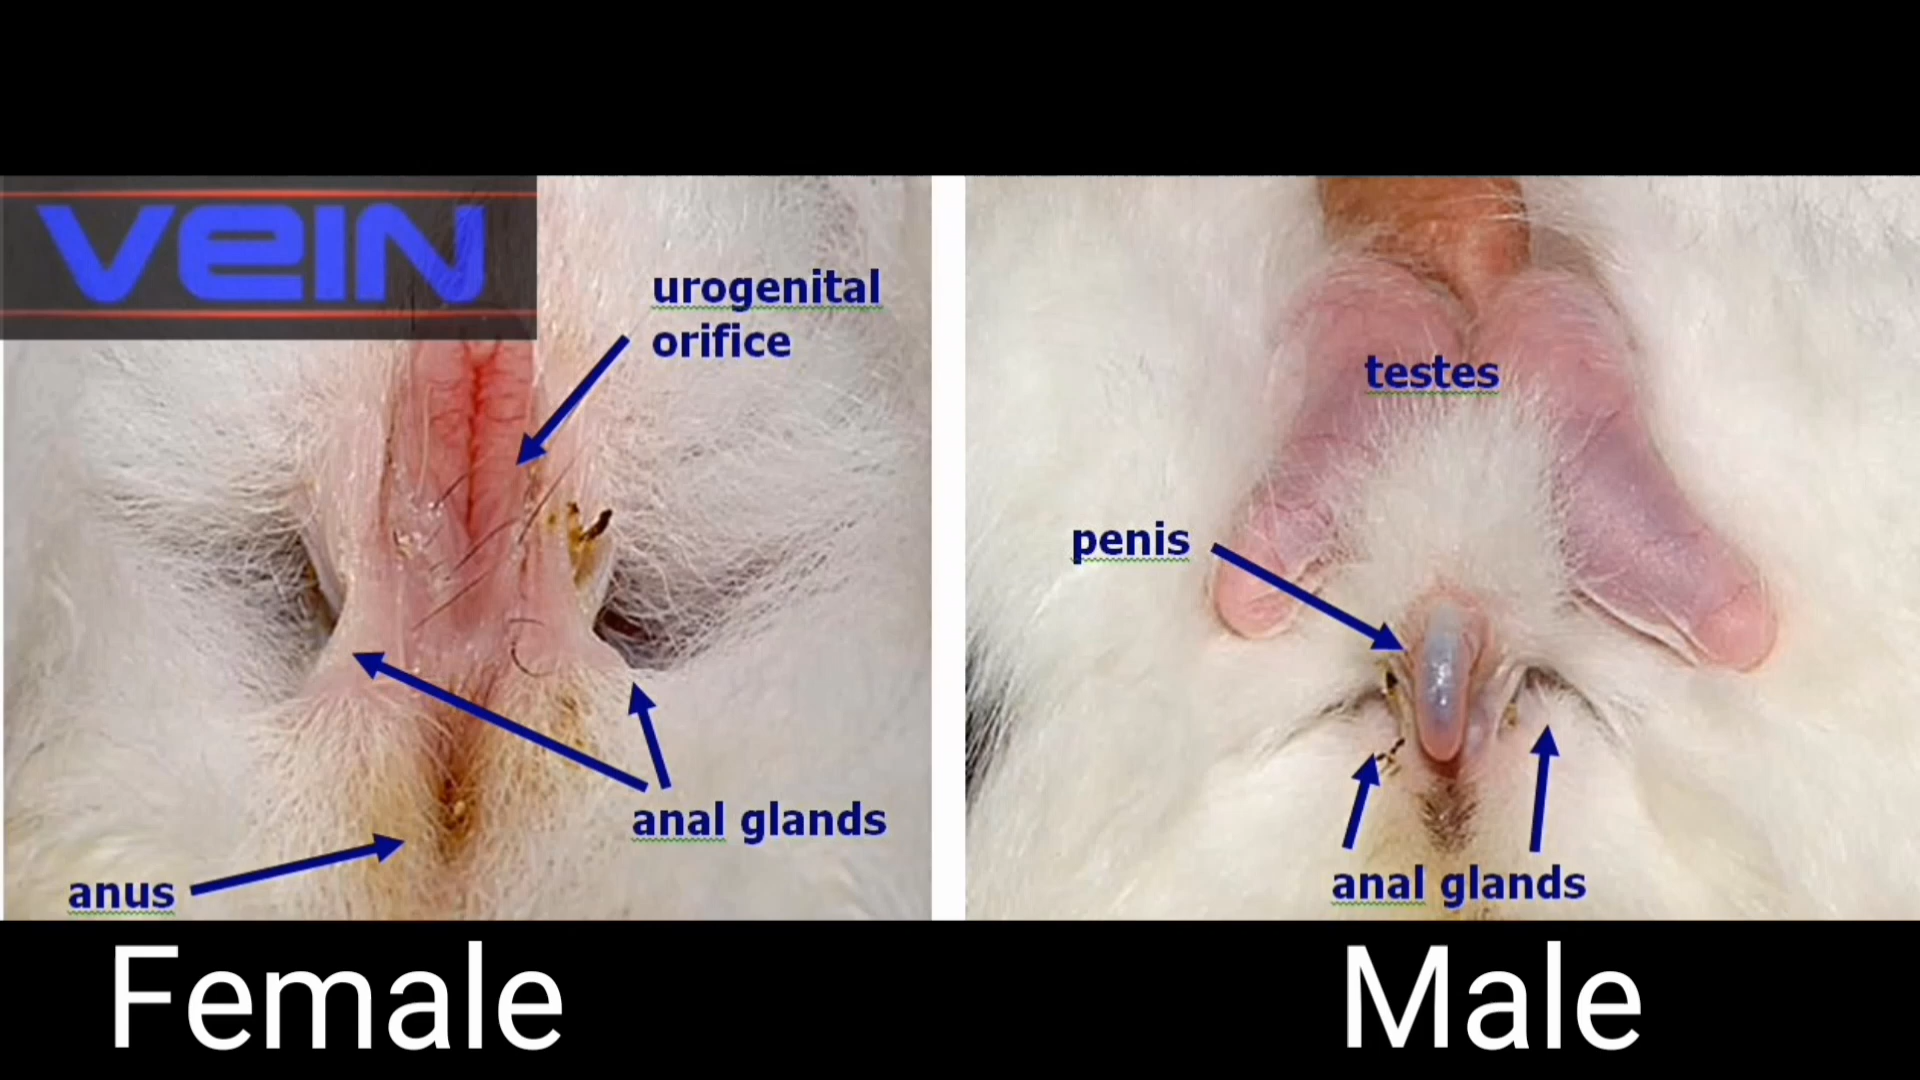 VEIN
urogenital
orifice
anal glands
anus
testes
penis
anal glands
Female
Male